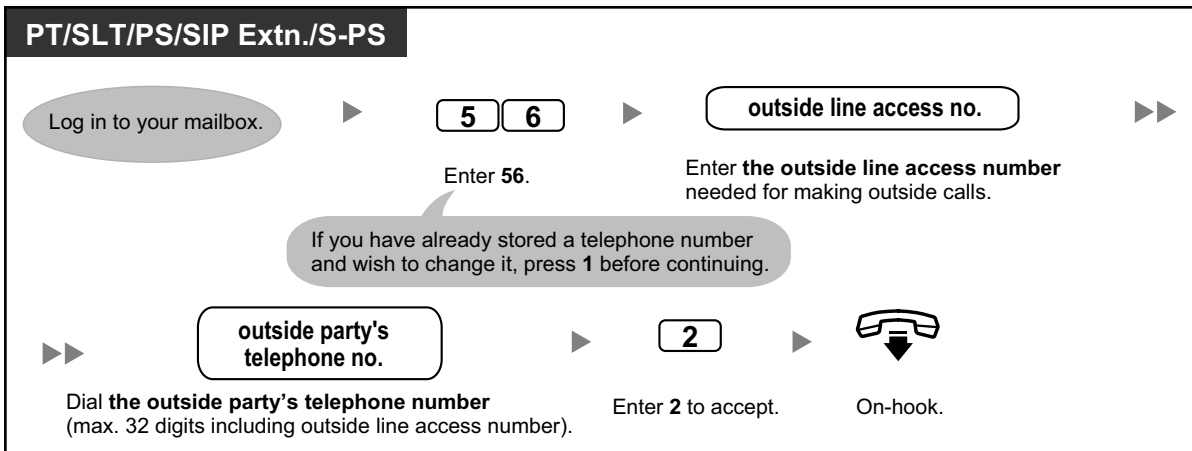 PT/SLT/PS/SIP Extn./S-PS
Log in to your mailbox.
5 6
outside line access no.
Enter 56.
Enter the outside line access number
needed for making outside calls.
If you have already stored a telephone number
and wish to change it, press 1 before continuing.
outside party's
telephone no.
2
Dial the outside party's telephone number
(max. 32 digits including outside line access number).
Enter 2 to accept.
On-hook.